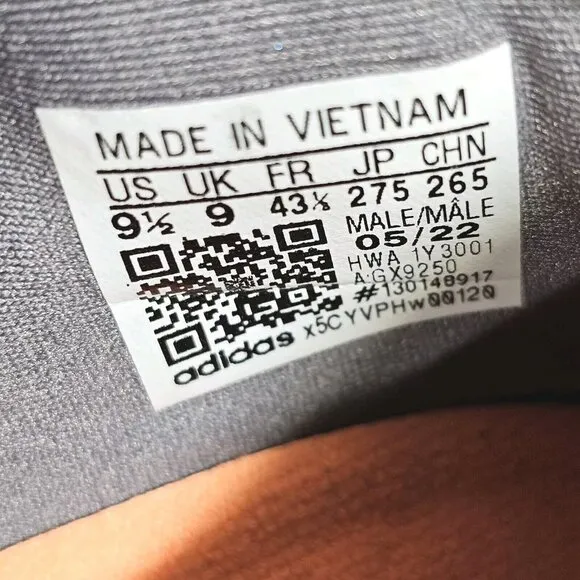 MADE IN VIETNAM
US UK FR JP CHN
9½ 9 43⅓ 275 265
MALE/MÂLE
05/22
HWA 1Y3001
A:GX9250
#130148917
x5CYVPHw00120
adidas